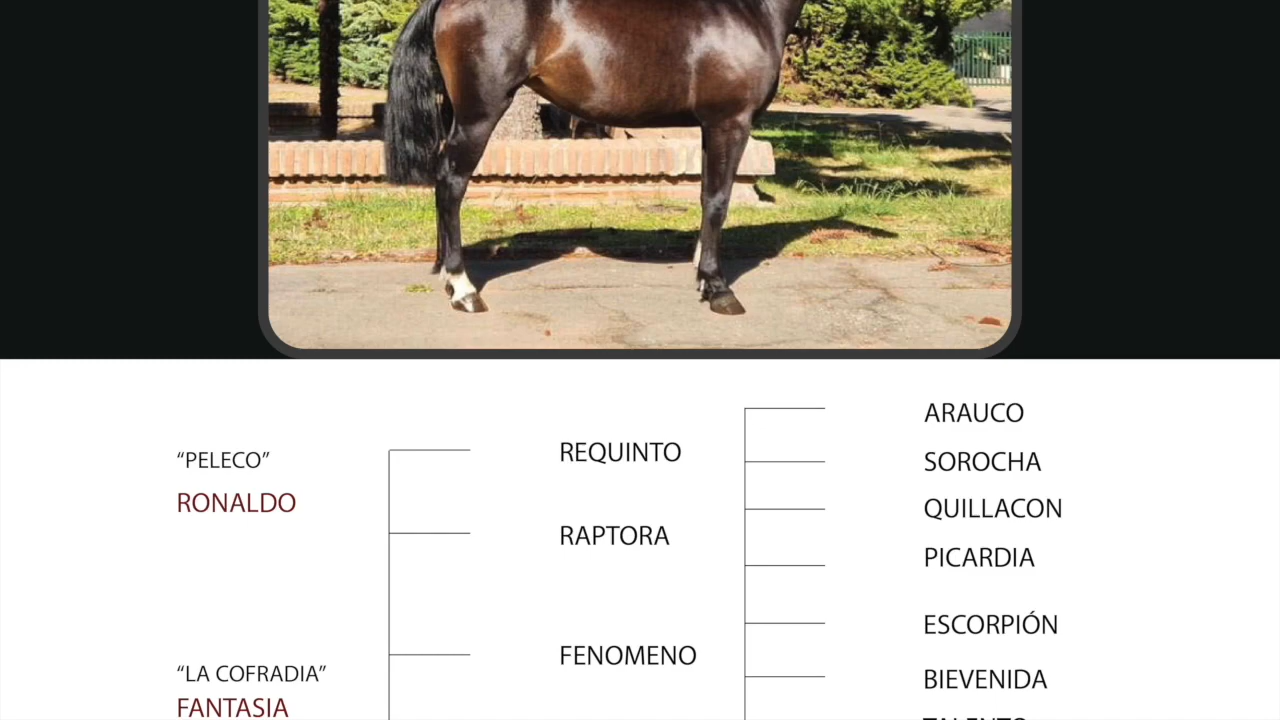 “PELECO”
RONALDO
REQUINTO
RAPTORA
ARAUCO
SOROCHA
QUILLACON
PICARDIA
“LA COFRADIA”
FANTASIA
FENOMENO
ESCORPIÓN
BIEVENIDA